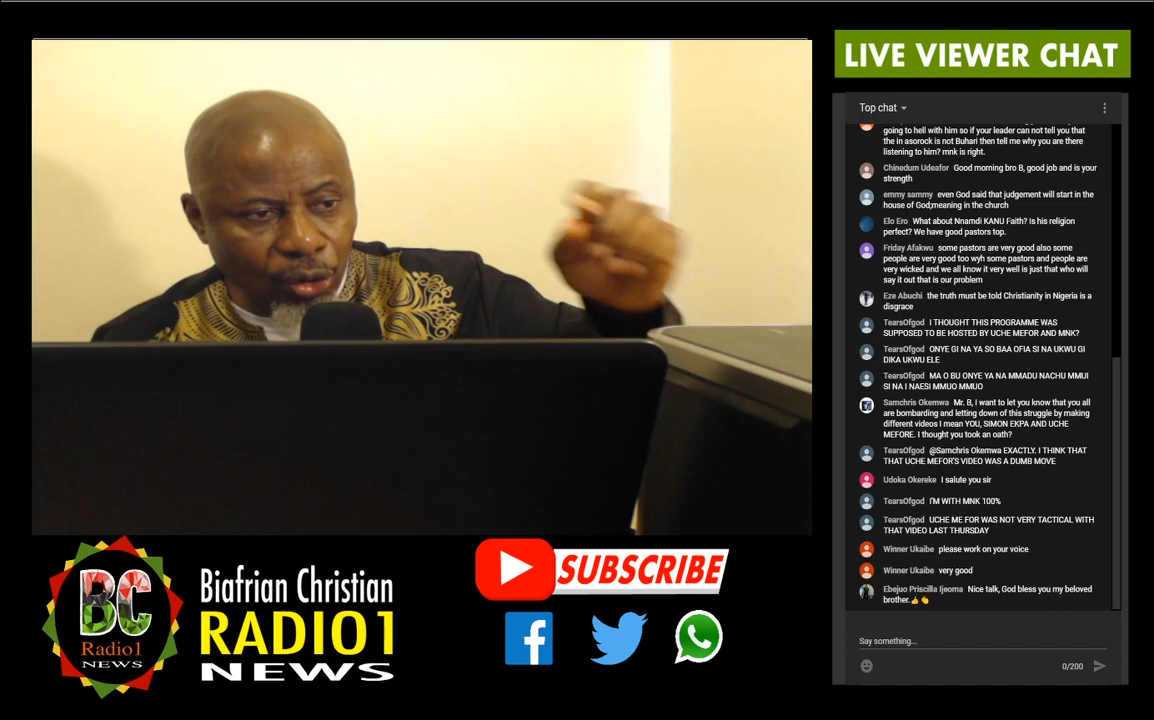 LIVE VIEWER CHAT
Top chat
going to hell with him so if your leader can not tell you that
the in asorock is not Buhari then tell me why you are there
listening to him? mnk is right.
Chinedum Udeafor Good morning bro B, good job and is your
strength
emmy sammy even God said that judgement will start in the
house of God,meaning in the church
Elo Ero What about Nnamdi KANU Faith? Is his religion
perfect? We have good pastors top.
Friday Afakwu some pastors are very good also some
people are very good too wyh some pastors and people are
very wicked and we all know it very well is just that who will
say it out that is our problem
Eze Abuchi the truth must be told Christianity in Nigeria is a
disgrace
TearsOfgod I THOUGHT THIS PROGRAMME WAS
SUPPOSED TO BE HOSTED BY UCHE MEFOR AND MNK?
TearsOfgod ONYE GI NA YA SO BAA OFIA SI NA UKWU GI
DIKA UKWU ELE
TearsOfgod MA O BU ONYE YA NA MMADU NACHU MMUI
SI NA I NAESI MMUO MMUO
Samchris Okemwa Mr. B, I want to let you know that you all
are bombarding and letting down of this struggle by making
different videos I mean YOU, SIMON EKPA AND UCHE
MEFORE. I thought you took an oath?
TearsOfgod @Samchris Okemwa EXACTLY. I THINK THAT
THAT UCHE MEFOR'S VIDEO WAS A DUMB MOVE
Udoka Okereke I salute you sir
TearsOfgod I'M WITH MNK 100%
TearsOfgod UCHE ME FOR WAS NOT VERY TACTICAL WITH
THAT VIDEO LAST THURSDAY
Winner Ukaibe please work on your voice
Winner Ukaibe very good
Ebejuo Priscilla Ijeoma Nice talk, God bless you my beloved
brother.👍👏
Say something...
0/200
BC
Radio1
NEWS
Biafrian Christian
RADIO1
NEWS
SUBSCRIBE